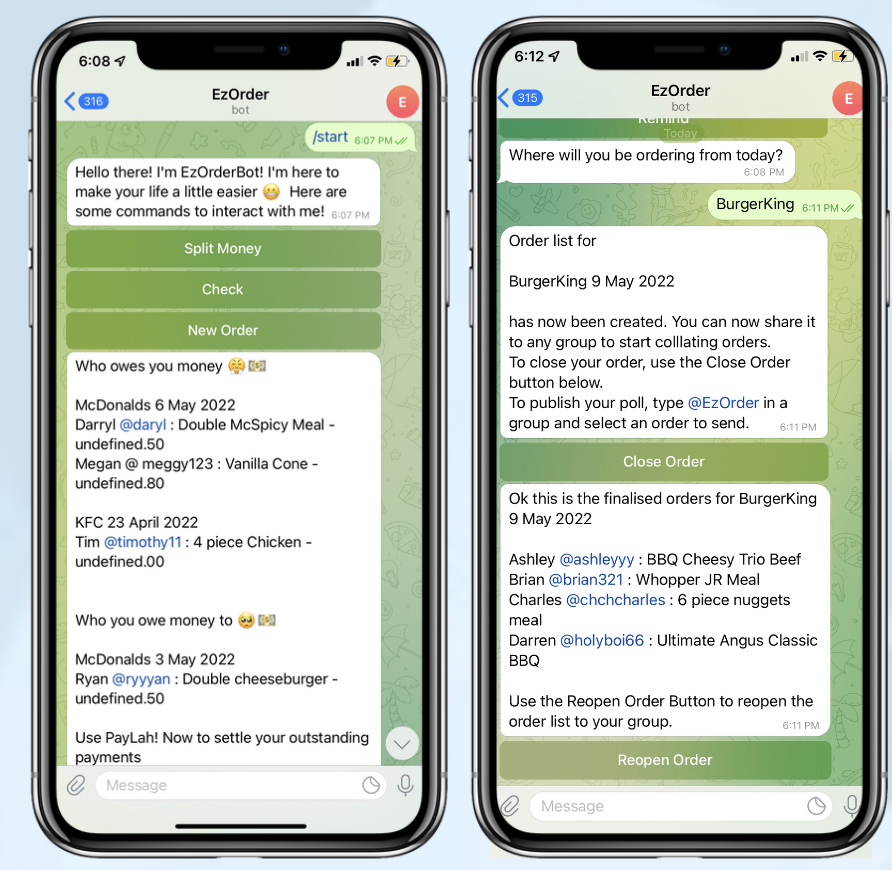 6:08
316
EzOrder
bot
E
/start 6:07 PM
Hello there! I'm EzOrderBot! I'm here to
make your life a little easier 😁 Here are
some commands to interact with me! 6:07 PM
Split Money
Check
New Order
Who owes you money 😤💵
McDonalds 6 May 2022
Darryl @daryl : Double McSpicy Meal -
undefined.50
Megan @ meggy123 : Vanilla Cone -
undefined.80
KFC 23 April 2022
Tim @timothy11 : 4 piece Chicken -
undefined.00
Who you owe money to 🥺💵
McDonalds 3 May 2022
Ryan @ryyyan : Double cheeseburger -
undefined.50
Use PayLah! Now to settle your outstanding
payments
Message
6:12
315
EzOrder
bot
E
Remind
Today
Where will you be ordering from today?
6:08 PM
BurgerKing 6:11 PM
Order list for
BurgerKing 9 May 2022
has now been created. You can now share it
to any group to start colllating orders.
To close your order, use the Close Order
button below.
To publish your poll, type @EzOrder in a
group and select an order to send. 6:11 PM
Close Order
Ok this is the finalised orders for BurgerKing
9 May 2022
Ashley @ashleyyy : BBQ Cheesy Trio Beef
Brian @brian321 : Whopper JR Meal
Charles @chchcharles : 6 piece nuggets
meal
Darren @holyboi66 : Ultimate Angus Classic
BBQ
Use the Reopen Order Button to reopen the
order list to your group. 6:11 PM
Reopen Order
Message